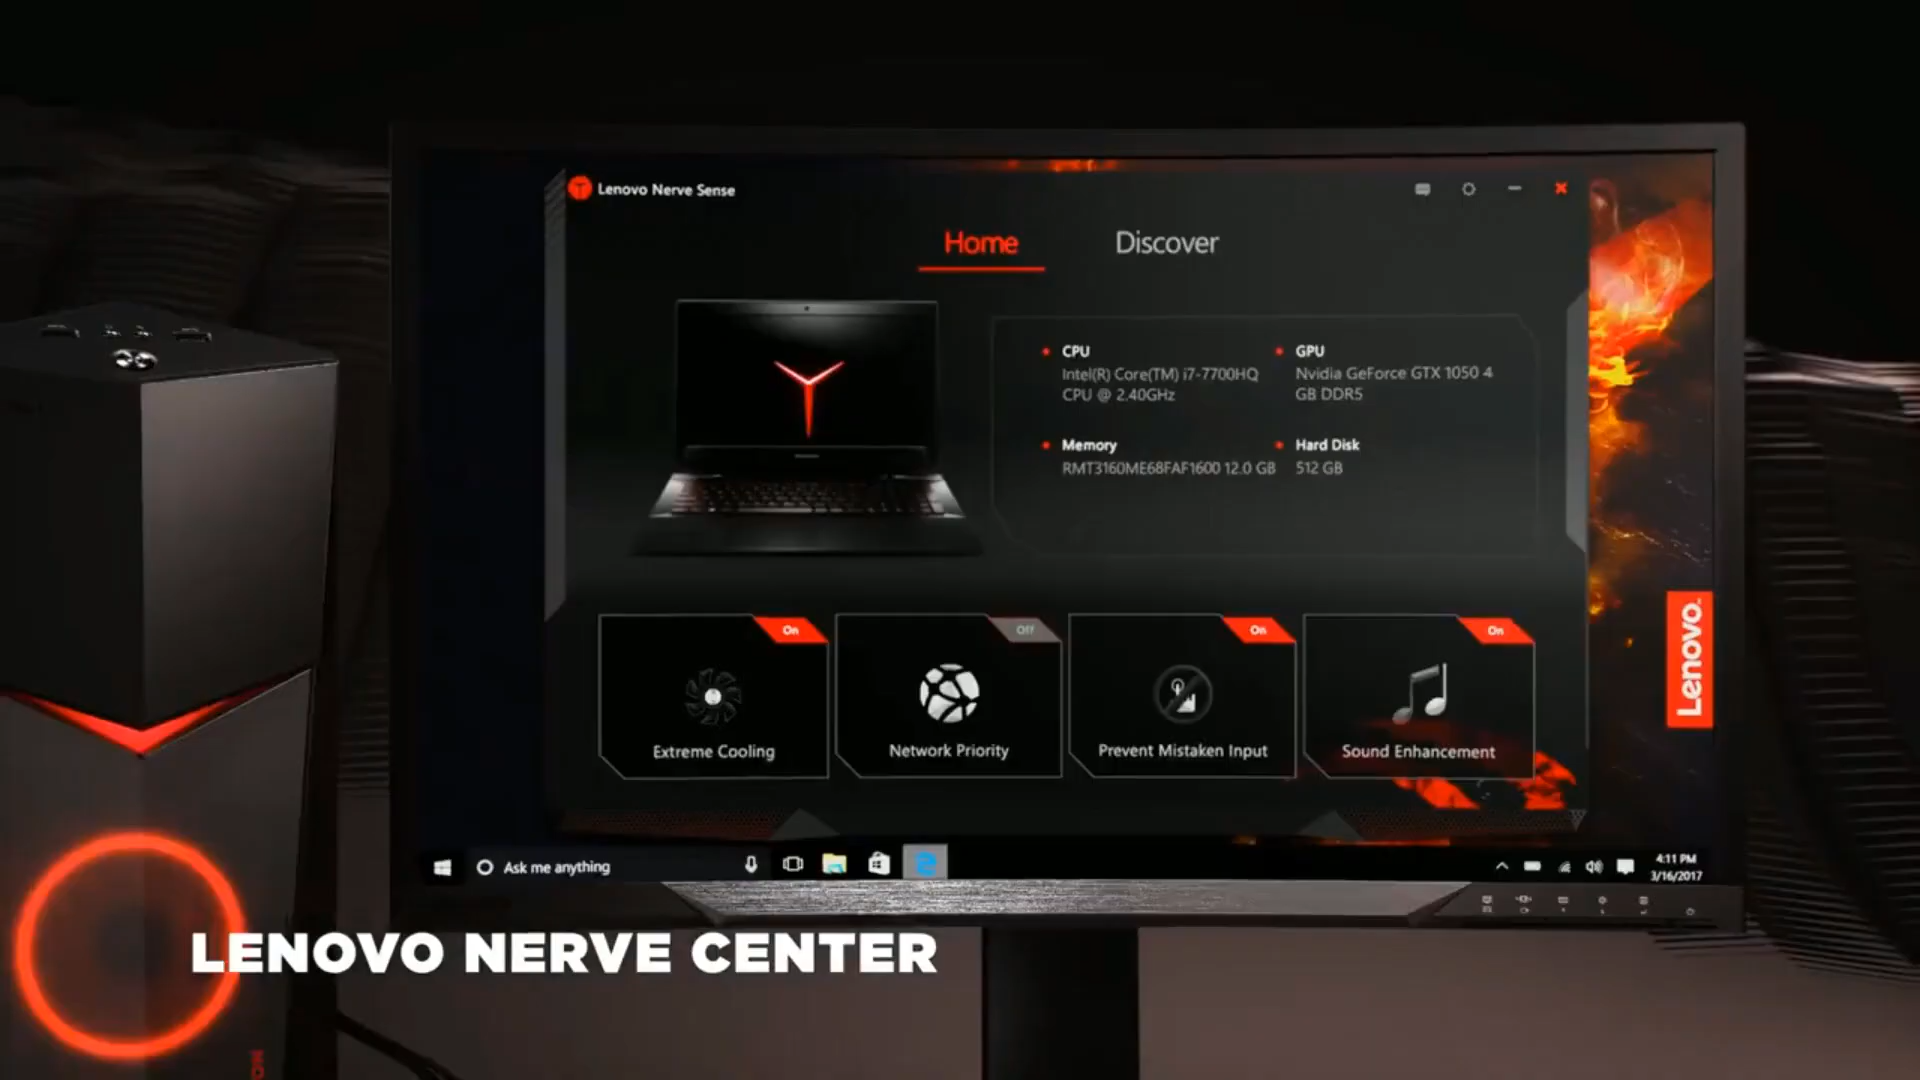 Lenovo Nerve Sense
Home
Discover
CPU
Intel(R) Core(TM) i7-7700HQ
CPU @ 2.40GHz
GPU
Nvidia GeForce GTX 1050 4
GB DDR5
Memory
RMT3160ME68FAF1600 12.0 GB
Hard Disk
512 GB
On
Off
On
On
Extreme Cooling
Network Priority
Prevent Mistaken Input
Sound Enhancement
Lenovo
Ask me anything
4:11 PM
3/16/2017
LENOVO NERVE CENTER